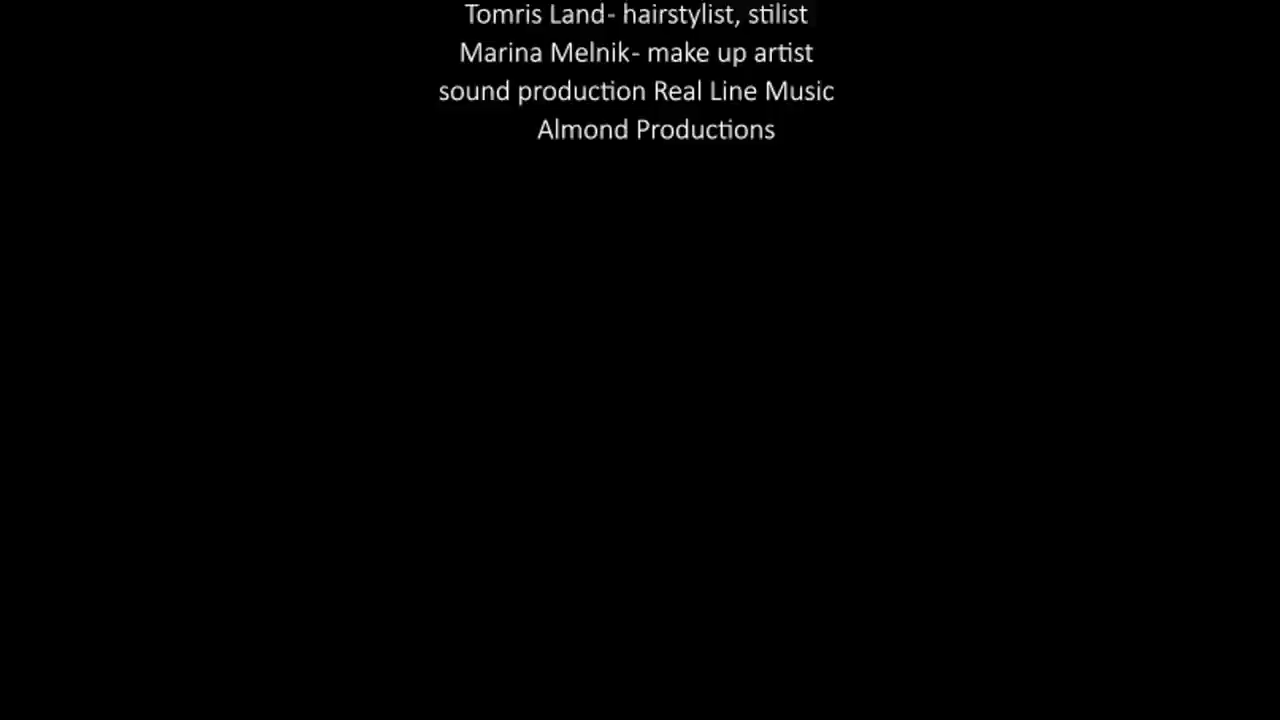 Tomris Land- hairstylist, stilist
Marina Melnik- make up artist
sound production Real Line Music
Almond Productions